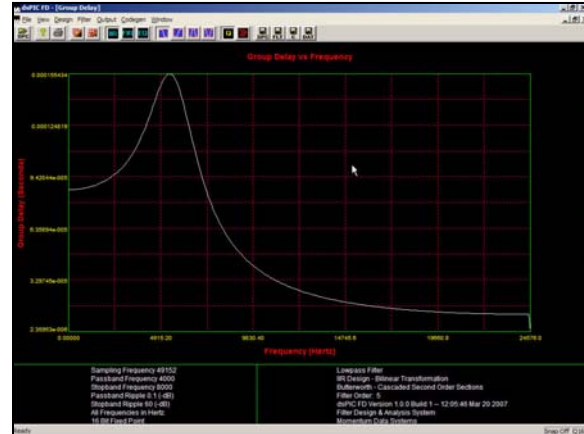 dsPIC FD - [Group Delay]
File View Design Filter Output Codegen Window
Group Delay vs Frequency
Group Delay (Seconds)
0.00000
4915.20
9830.40
14745.6
19660.8
24576.0
Frequency (Hertz)
Sampling Frequency 49152
Passband Frequency 4000
Stopband Frequency 8000
Passband Ripple 0.1 (-dB)
Stopband Ripple 60 (-dB)
All Frequencies in Hertz
16 Bit Fixed Point
Lowpass Filter
IIR Design - Bilinear Transformation
Butterworth - Cascaded Second Order Sections
Filter Order: 5
dsPIC FD Version 1.0.0 Build 1 -- 12:05:46 Mar 20 2007
Filter Design & Analysis System
Momentum Data Systems
Ready
Snap Off